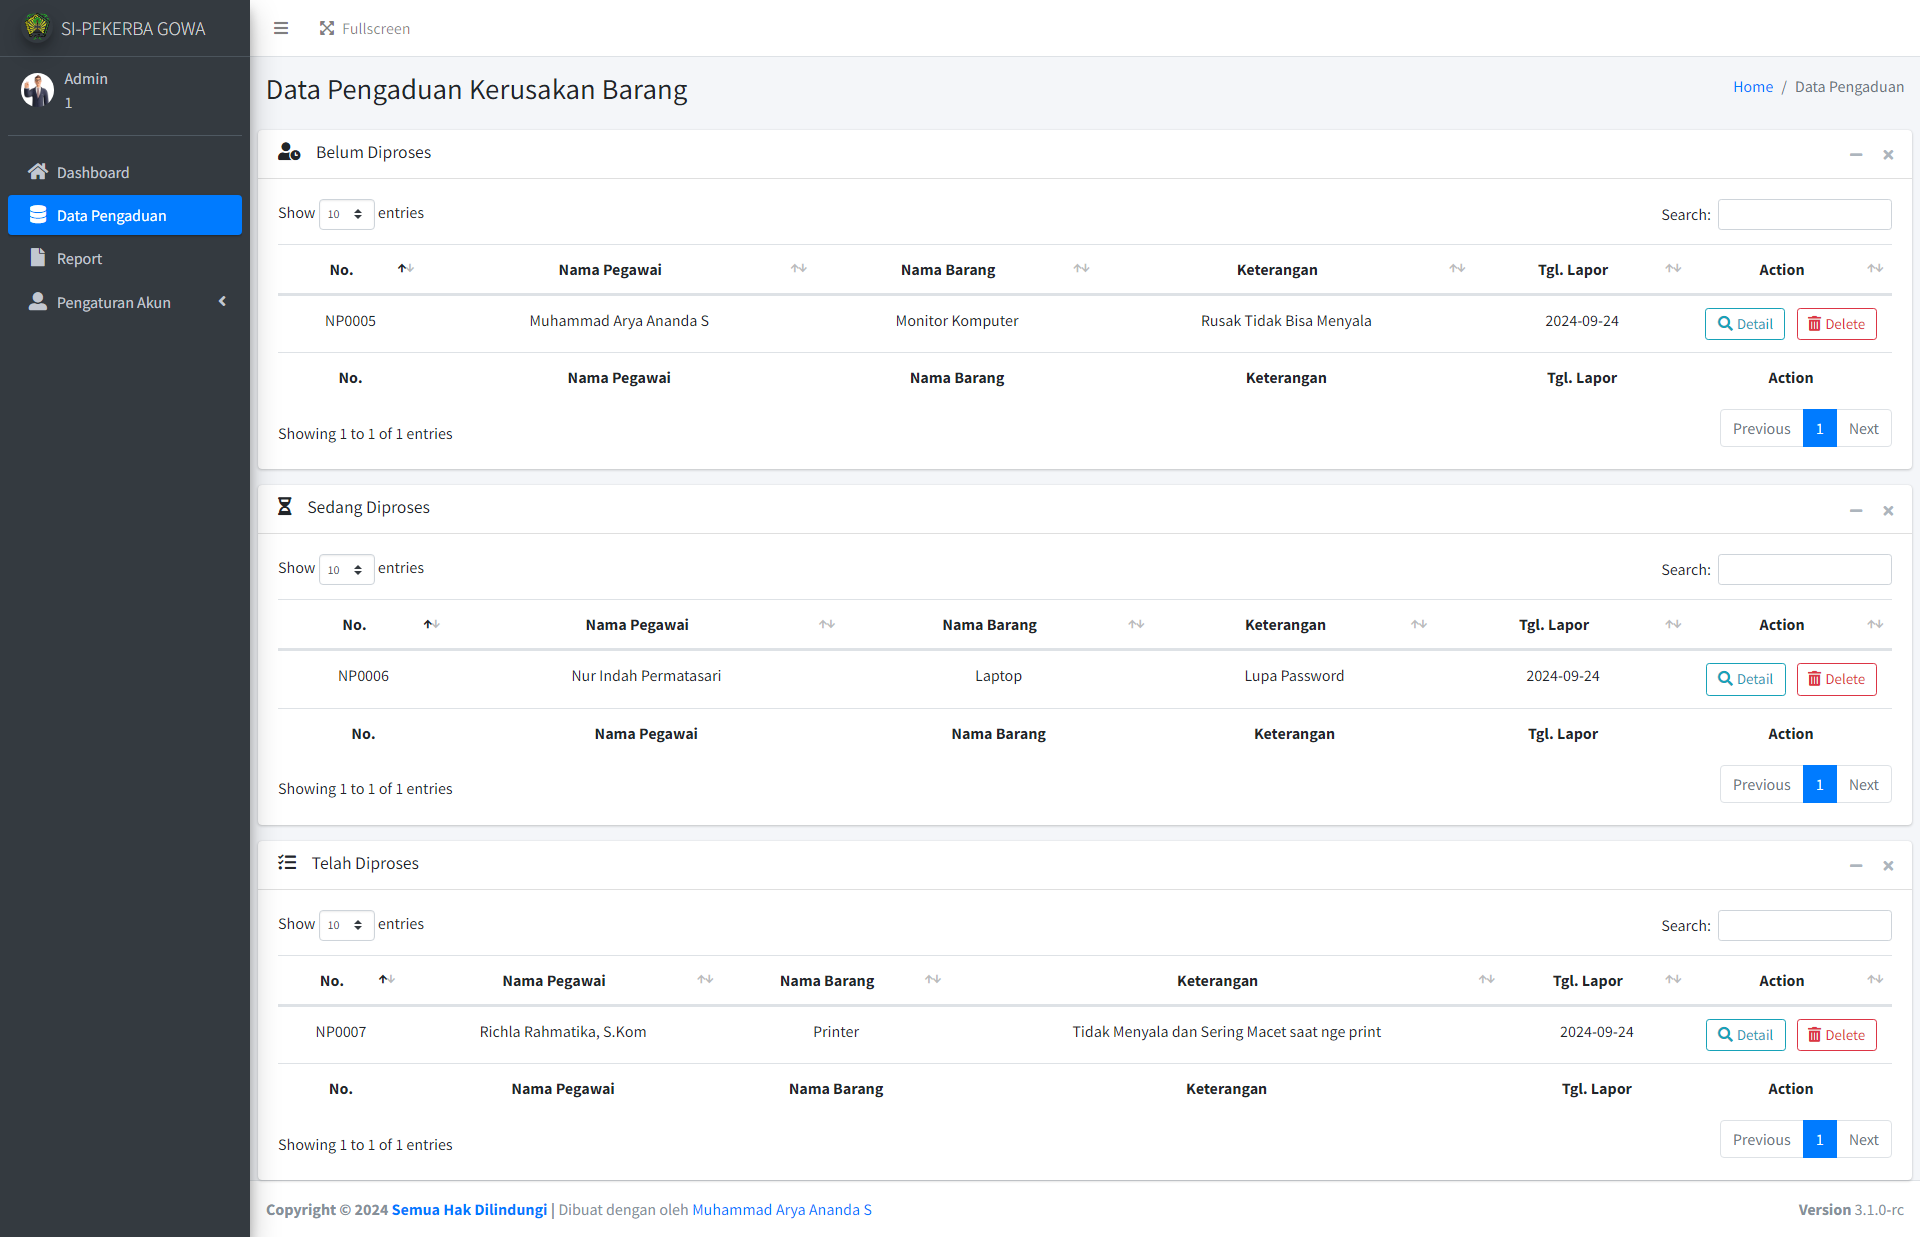 SI-PEKERBA GOWA
Fullscreen
Admin
1
Dashboard
Data Pengaduan
Report
Pengaturan Akun
Data Pengaduan Kerusakan Barang
Home / Data Pengaduan
Belum Diproses
Show 10 entries
Search:
No. Nama Pegawai Nama Barang Keterangan Tgl. Lapor Action
NP0005 Muhammad Arya Ananda S Monitor Komputer Rusak Tidak Bisa Menyala 2024-09-24 Detail Delete
No. Nama Pegawai Nama Barang Keterangan Tgl. Lapor Action
Showing 1 to 1 of 1 entries
Previous 1 Next
Sedang Diproses
Show 10 entries
Search:
No. Nama Pegawai Nama Barang Keterangan Tgl. Lapor Action
NP0006 Nur Indah Permatasari Laptop Lupa Password 2024-09-24 Detail Delete
No. Nama Pegawai Nama Barang Keterangan Tgl. Lapor Action
Showing 1 to 1 of 1 entries
Previous 1 Next
Telah Diproses
Show 10 entries
Search:
No. Nama Pegawai Nama Barang Keterangan Tgl. Lapor Action
NP0007 Richla Rahmatika, S.Kom Printer Tidak Menyala dan Sering Macet saat nge print 2024-09-24 Detail Delete
No. Nama Pegawai Nama Barang Keterangan Tgl. Lapor Action
Showing 1 to 1 of 1 entries
Previous 1 Next
Copyright © 2024 Semua Hak Dilindungi | Dibuat dengan oleh Muhammad Arya Ananda S
Version 3.1.0-rc